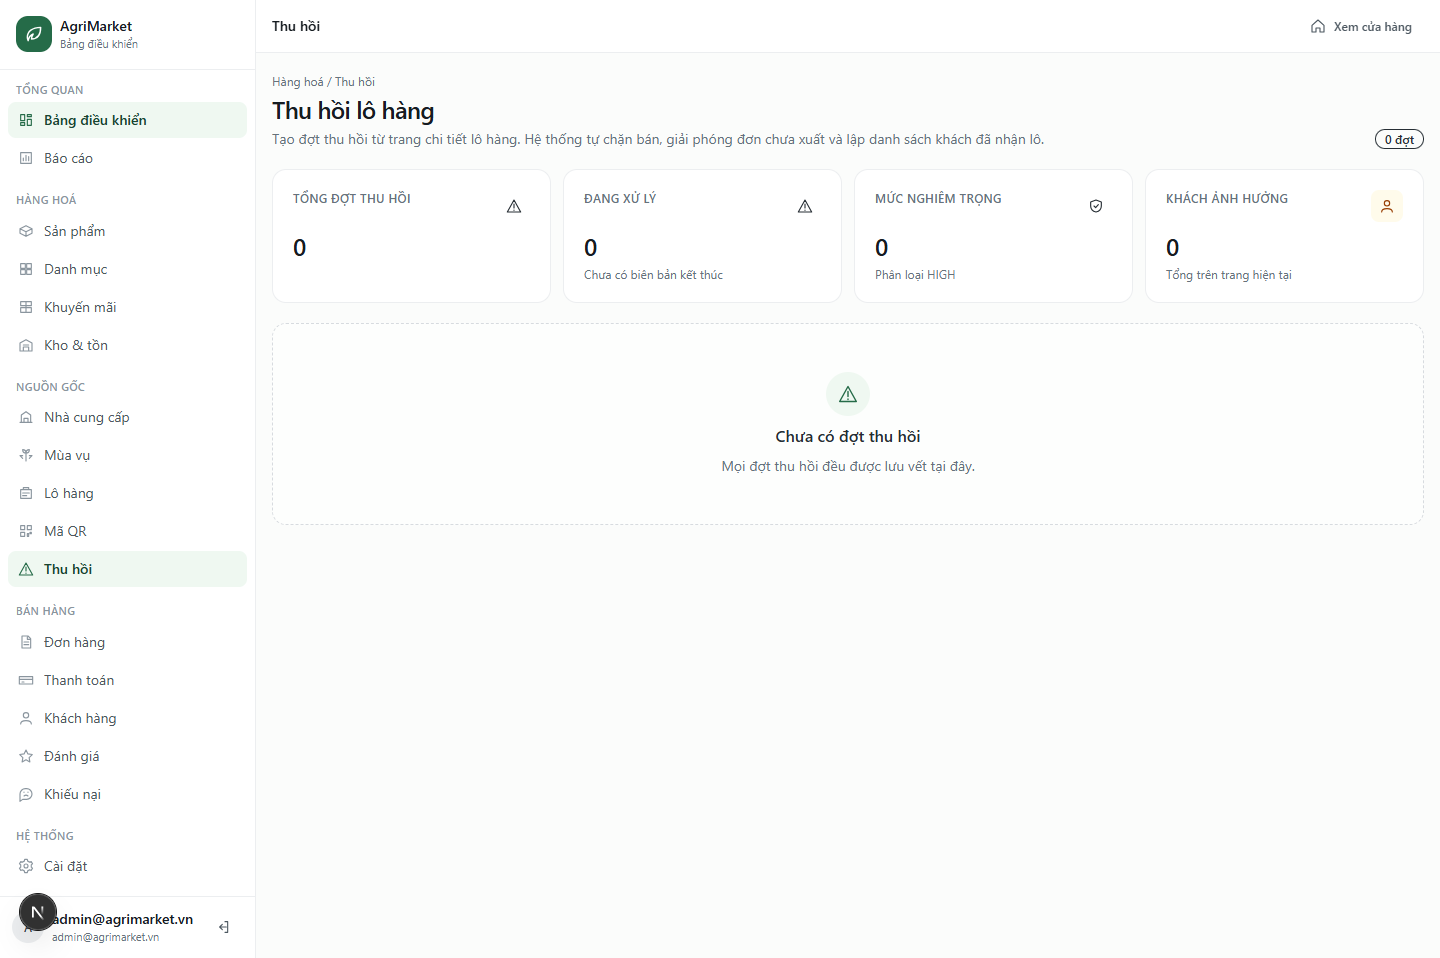 AgriMarket
Bảng điều khiển
TỔNG QUAN
Bảng điều khiển
Báo cáo
HÀNG HOÁ
Sản phẩm
Danh mục
Khuyến mãi
Kho & tồn
NGUỒN GỐC
Nhà cung cấp
Mùa vụ
Lô hàng
Mã QR
Thu hồi
BÁN HÀNG
Đơn hàng
Thanh toán
Khách hàng
Đánh giá
Khiếu nại
HỆ THỐNG
Cài đặt
N
admin@agrimarket.vn
admin@agrimarket.vn
Thu hồi
Xem cửa hàng
Hàng hoá / Thu hồi
Thu hồi lô hàng
Tạo đợt thu hồi từ trang chi tiết lô hàng. Hệ thống tự chặn bán, giải phóng đơn chưa xuất và lập danh sách khách đã nhận lô.
0 đợt
TỔNG ĐỢT THU HỒI
0
ĐANG XỬ LÝ
0
Chưa có biên bản kết thúc
MỨC NGHIÊM TRỌNG
0
Phân loại HIGH
KHÁCH ẢNH HƯỞNG
0
Tổng trên trang hiện tại
Chưa có đợt thu hồi
Mọi đợt thu hồi đều được lưu vết tại đây.